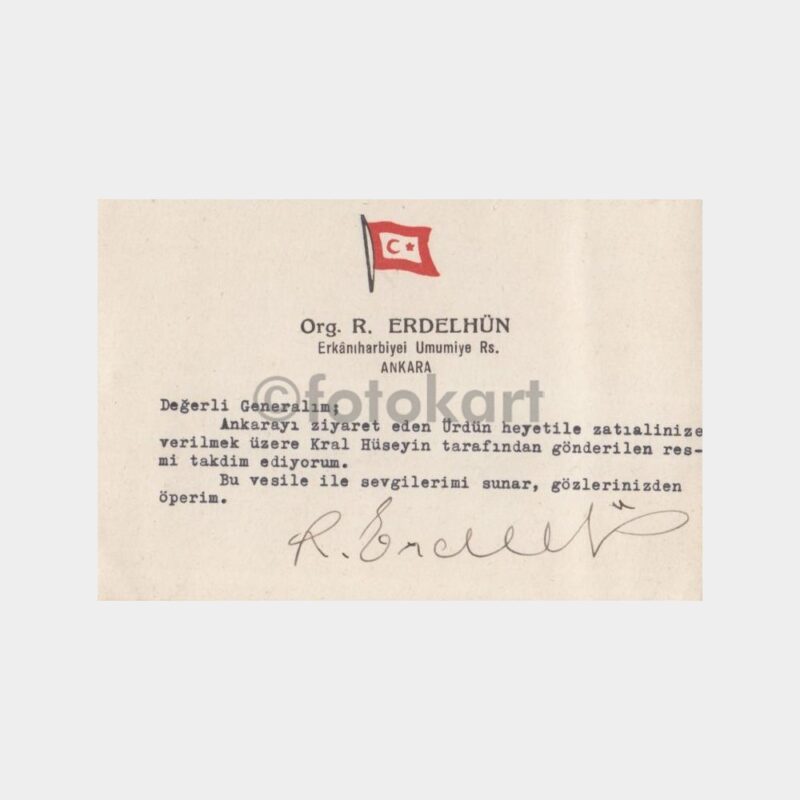 Org. R. ERDELHÜN
Erkânıharbiyei Umumiye Rs.
ANKARA
©fotokart
Değerli Generalım;
Ankarayı ziyaret eden Ürdün heyetile zatıalinize
verilmek üzere Kral Hüseyin tarafından gönderilen res-
mi takdim ediyorum.
Bu vesile ile sevgilerimi sunar, gözlerinizden
öperim.
R. Erdelhün